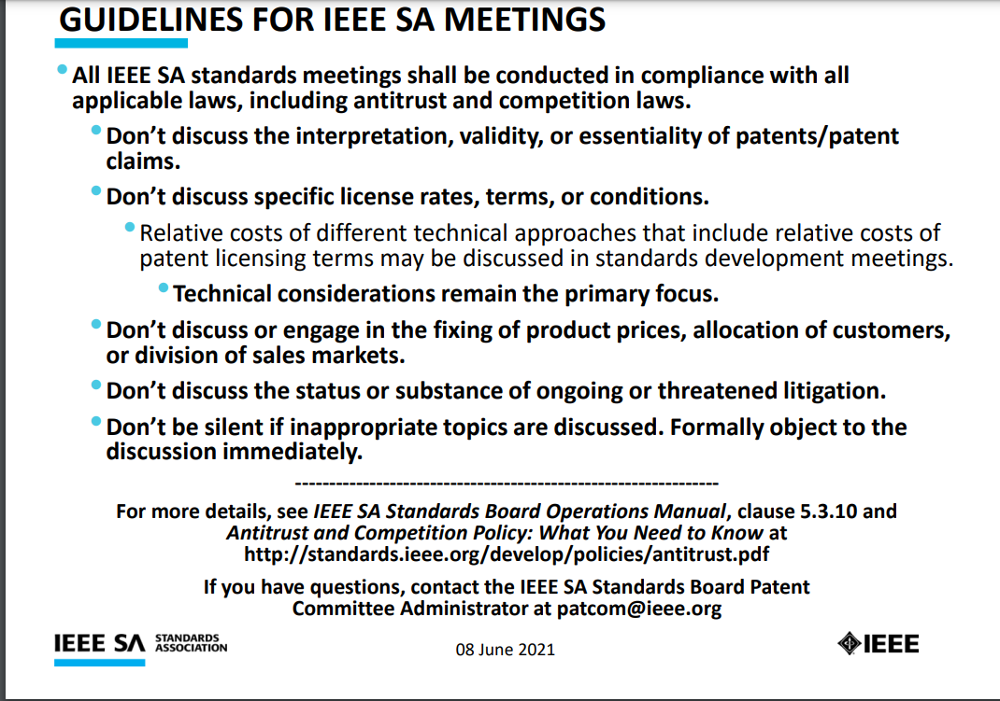 GUIDELINES FOR IEEE SA MEETINGS
All IEEE SA standards meetings shall be conducted in compliance with all
applicable laws, including antitrust and competition laws.
Don’t discuss the interpretation, validity, or essentiality of patents/patent
claims.
Don’t discuss specific license rates, terms, or conditions.
Relative costs of different technical approaches that include relative costs of
patent licensing terms may be discussed in standards development meetings.
Technical considerations remain the primary focus.
Don’t discuss or engage in the fixing of product prices, allocation of customers,
or division of sales markets.
Don’t discuss the status or substance of ongoing or threatened litigation.
Don’t be silent if inappropriate topics are discussed. Formally object to the
discussion immediately.
---------------------------------------------------------------
For more details, see IEEE SA Standards Board Operations Manual, clause 5.3.10 and
Antitrust and Competition Policy: What You Need to Know at
http://standards.ieee.org/develop/policies/antitrust.pdf
If you have questions, contact the IEEE SA Standards Board Patent
Committee Administrator at patcom@ieee.org
IEEE SA STANDARDS
ASSOCIATION
08 June 2021
IEEE